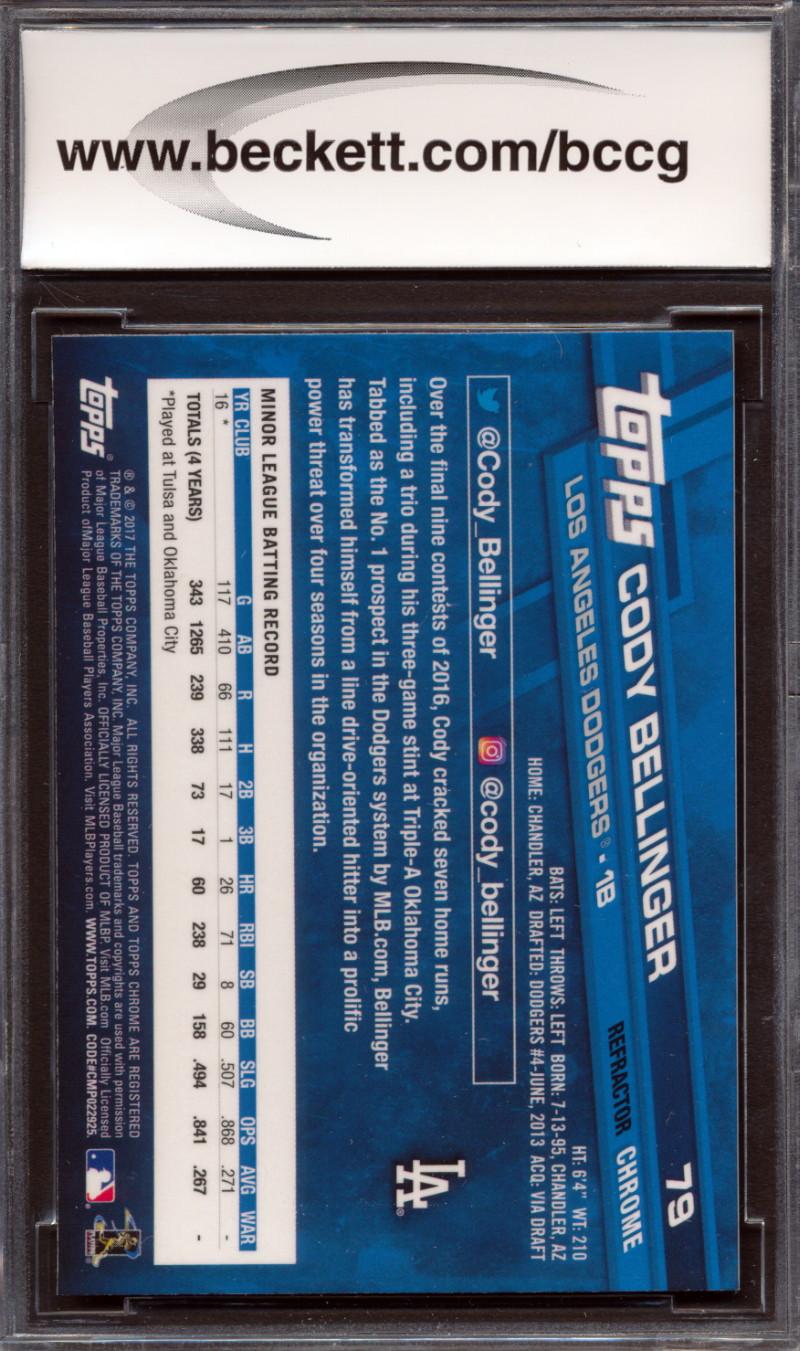 www.beckett.com/bccg
topps CODY BELLINGER 79
LOS ANGELES DODGERS® • 1B REFRACTOR CHROME
HT: 6'4" WT: 210
BATS: LEFT THROWS: LEFT BORN: 7-13-95, CHANDLER, AZ
HOME: CHANDLER, AZ DRAFTED: DODGERS #4-JUNE, 2013 ACQ: VIA DRAFT
@Cody_Bellinger @cody_bellinger
Over the final nine contests of 2016, Cody cracked seven home runs,
including a trio during his three-game stint at Triple-A Oklahoma City.
Tabbed as the No. 1 prospect in the Dodgers system by MLB.com, Bellinger
has transformed himself from a line drive-oriented hitter into a prolific
power threat over four seasons in the organization.
LA®
MINOR LEAGUE BATTING RECORD
YR CLUB G AB R H 2B 3B HR RBI SB BB SLG OPS AVG WAR
16 * 117 410 66 111 17 1 26 71 8 60 .507 .868 .271 -
TOTALS (4 YEARS) 343 1265 239 338 73 17 60 238 29 158 .494 .841 .267 -
*Played at Tulsa and Oklahoma City
topps®
® & © 2017 THE TOPPS COMPANY, INC. ALL RIGHTS RESERVED. TOPPS AND TOPPS CHROME ARE REGISTERED
TRADEMARKS OF THE TOPPS COMPANY, INC. Major League Baseball trademarks and copyrights are used with permission
of Major League Baseball Properties, Inc. OFFICIALLY LICENSED PRODUCT OF MLBP. Visit MLB.com Officially Licensed
Product of Major League Baseball Players Association. Visit MLBPlayers.com. WWW.TOPPS.COM. CODE#CMP022925.